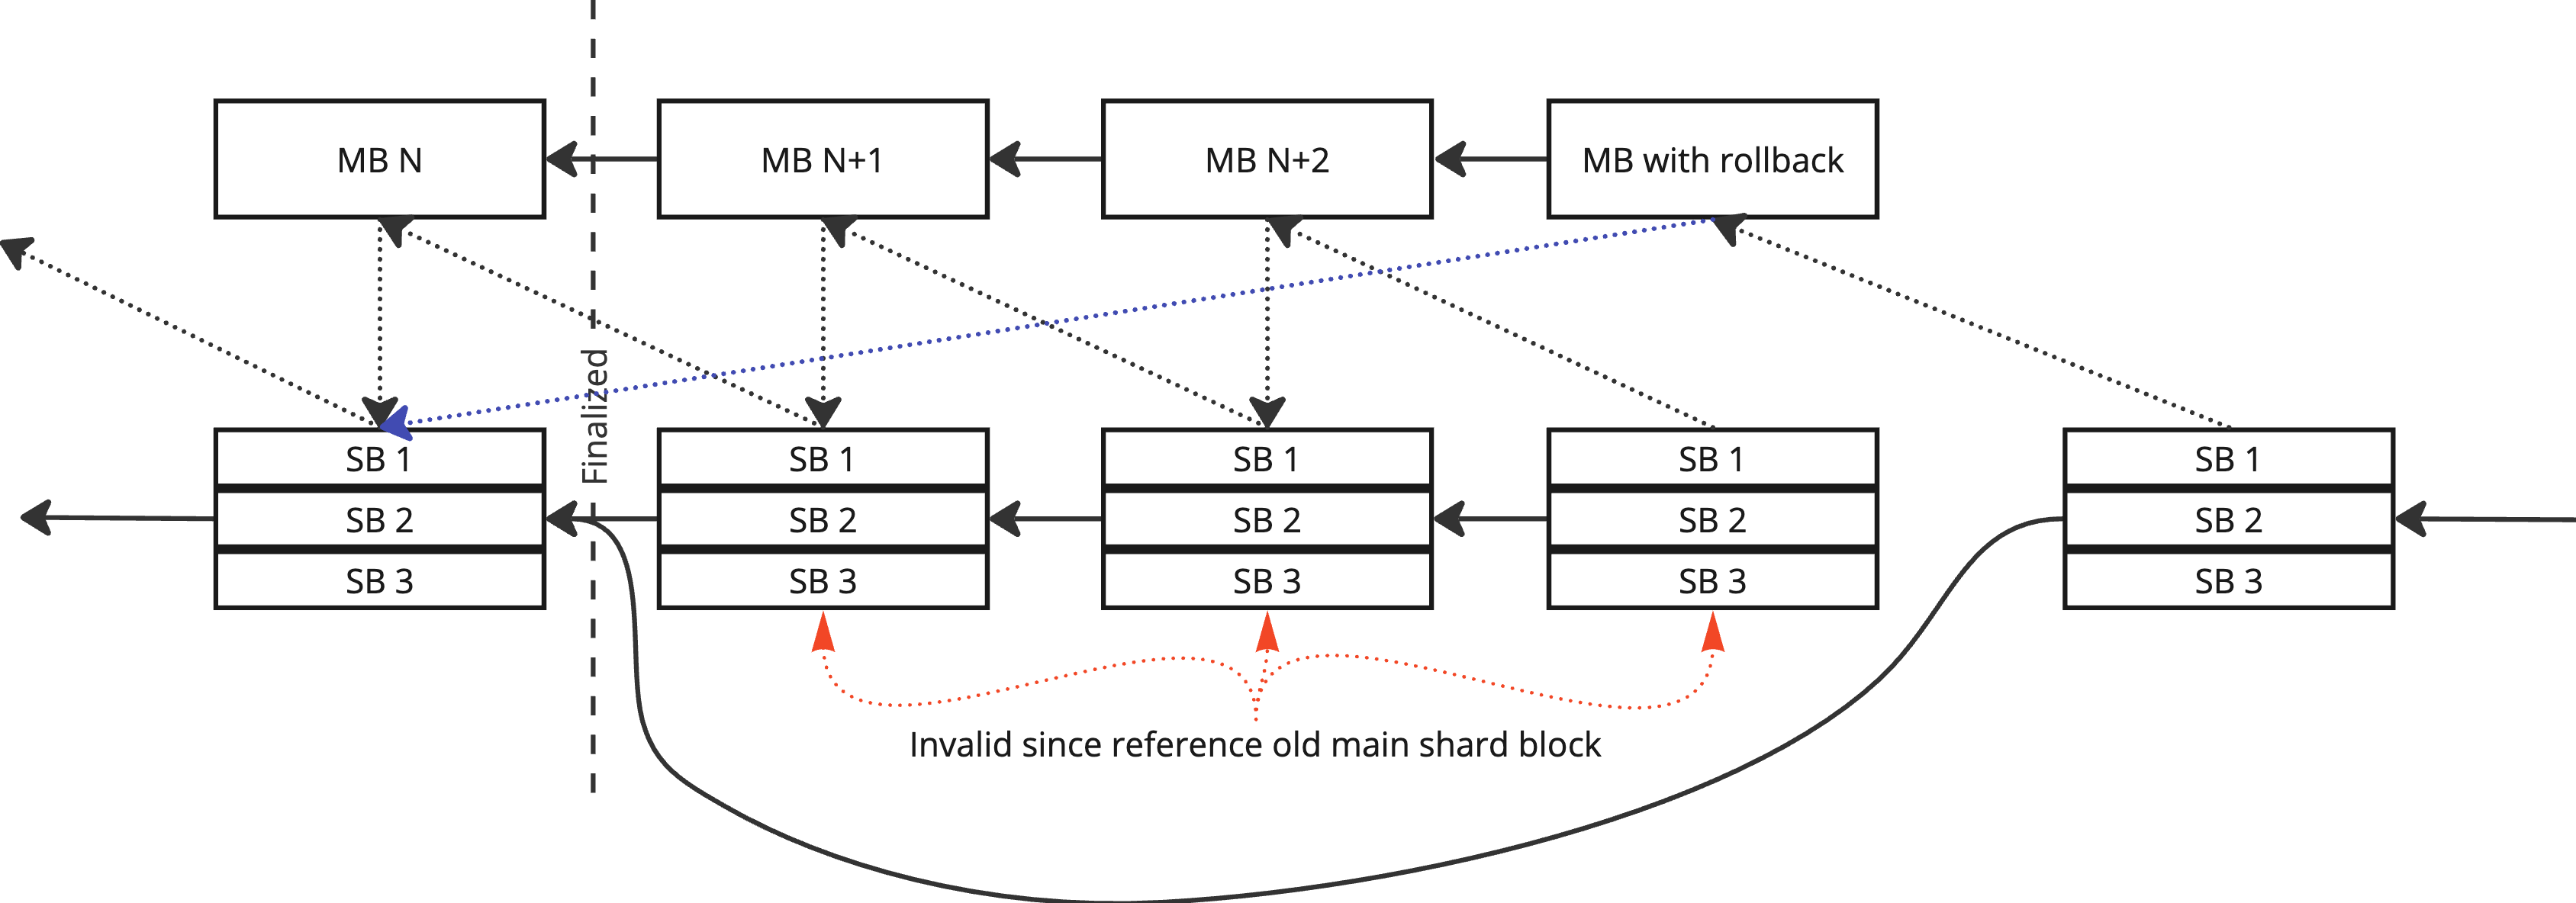 MB N
MB N+1
MB N+2
MB with rollback
Finalized
SB 1
SB 2
SB 3
SB 1
SB 2
SB 3
SB 1
SB 2
SB 3
SB 1
SB 2
SB 3
SB 1
SB 2
SB 3
Invalid since reference old main shard block